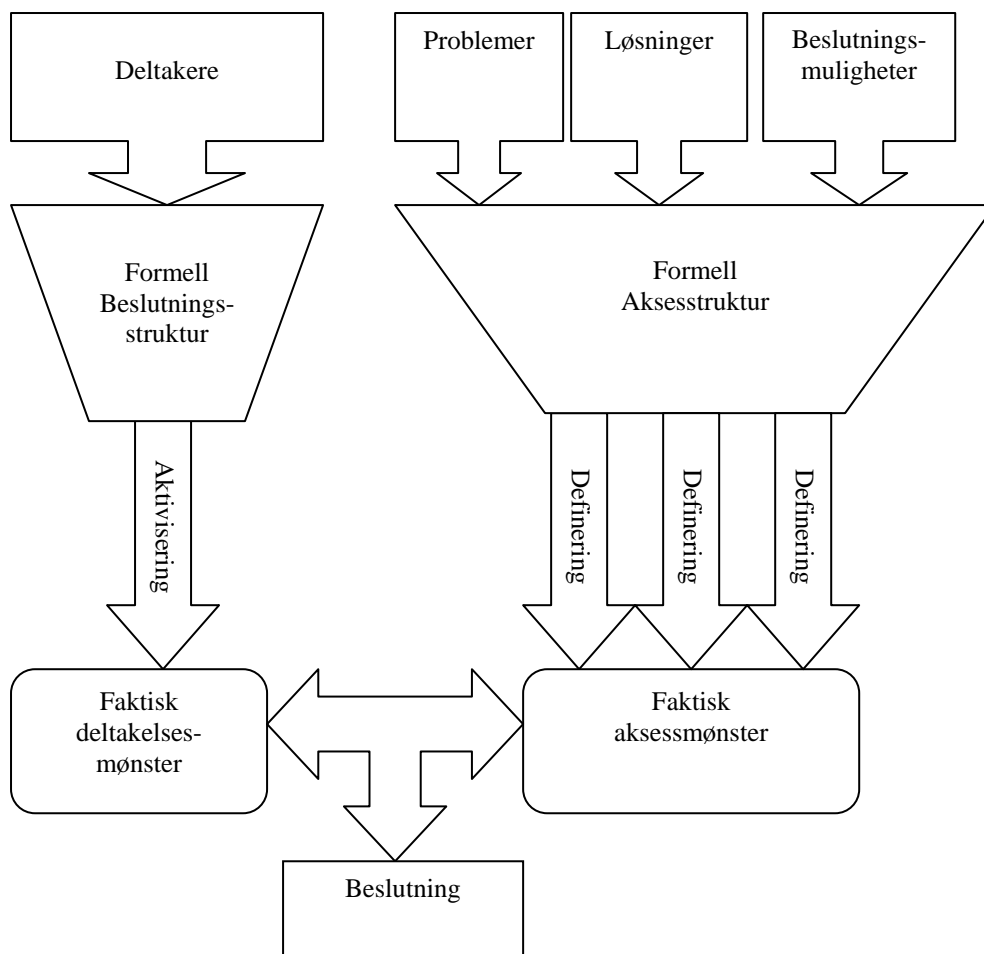 Deltakere
Problemer
Løsninger
Beslutnings-
muligheter
Formell
Beslutnings-
struktur
Formell
Aksesstruktur
Aktivisering
Definering
Definering
Definering
Faktisk
deltakelses-
mønster
Faktisk
aksessmønster
Beslutning